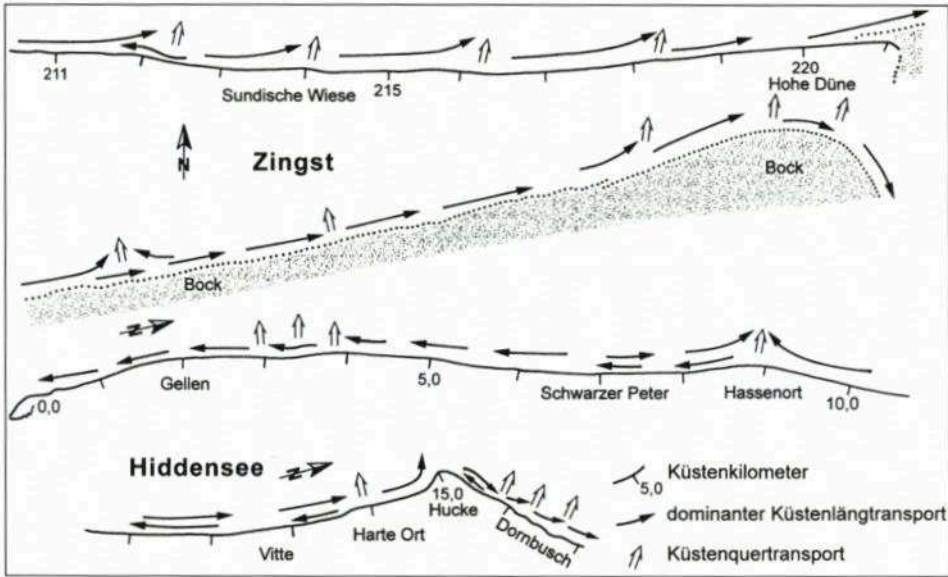 211
Sundische Wiese
215
220
Hohe Düne
N
Zingst
Bock
Bock
N
0,0
Gellen
5,0
Schwarzer Peter
Hassenort
10,0
Hiddensee
N
Vitte
Harte Ort
15,0
Hucke
Dornbusch
5,0
Küstenkilometer
dominanter Küstenlängtransport
Küstenquertransport